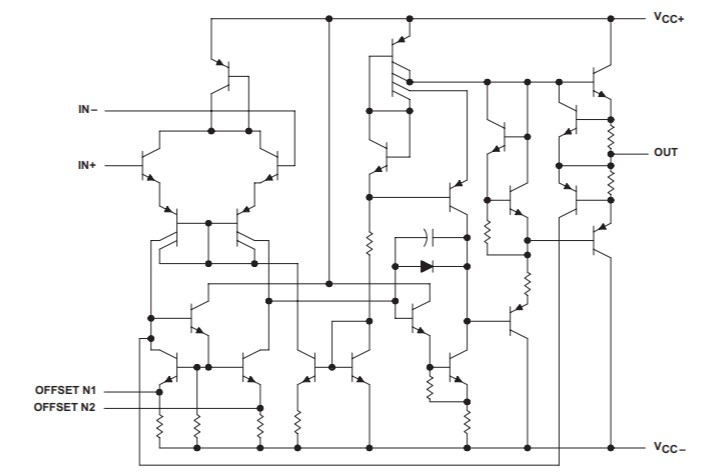 VCC+
IN−
IN+
OUT
OFFSET N1
OFFSET N2
VCC−